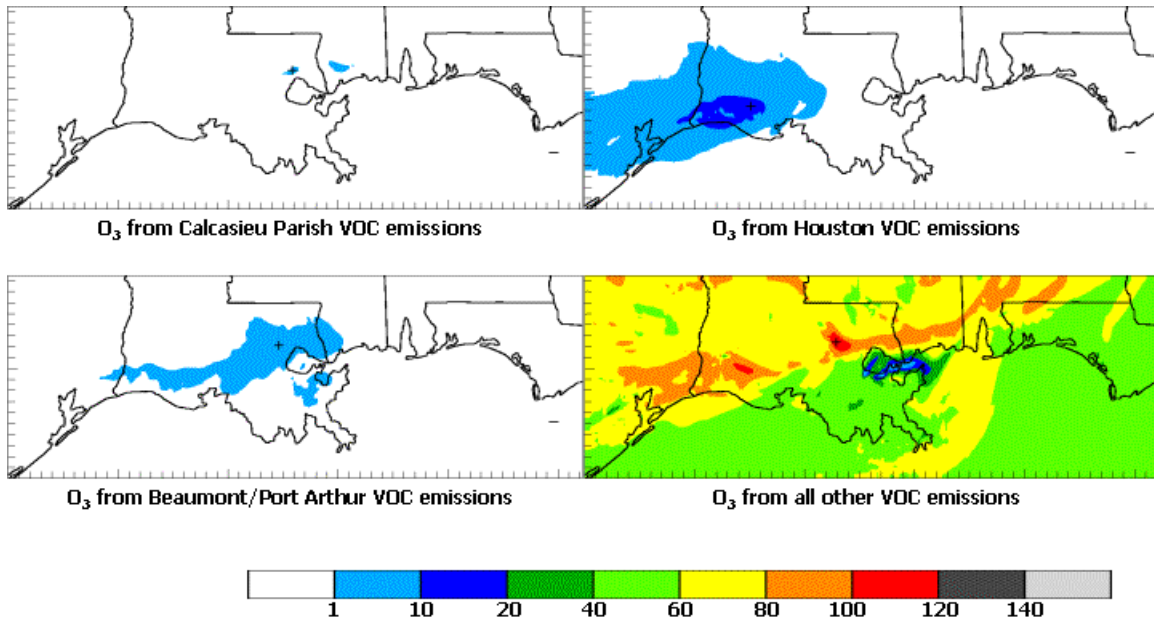 O₃ from Calcasieu Parish VOC emissions
O₃ from Houston VOC emissions
O₃ from Beaumont/Port Arthur VOC emissions
O₃ from all other VOC emissions
1 10 20 40 60 80 100 120 140